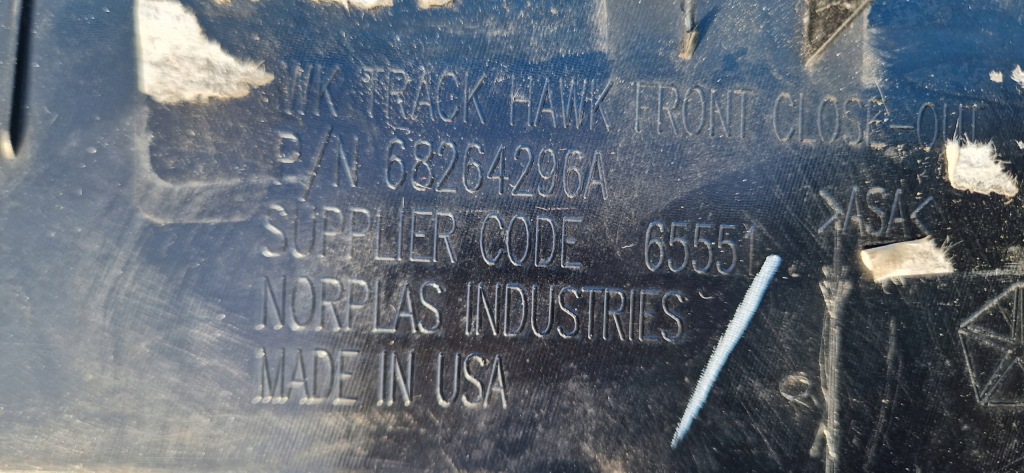 WK TRACK HAWK FRONT CLOSE-OUT
P/N 68264296A
SUPPLIER CODE 65551
>ASA<
NORPLAS INDUSTRIES
MADE IN USA